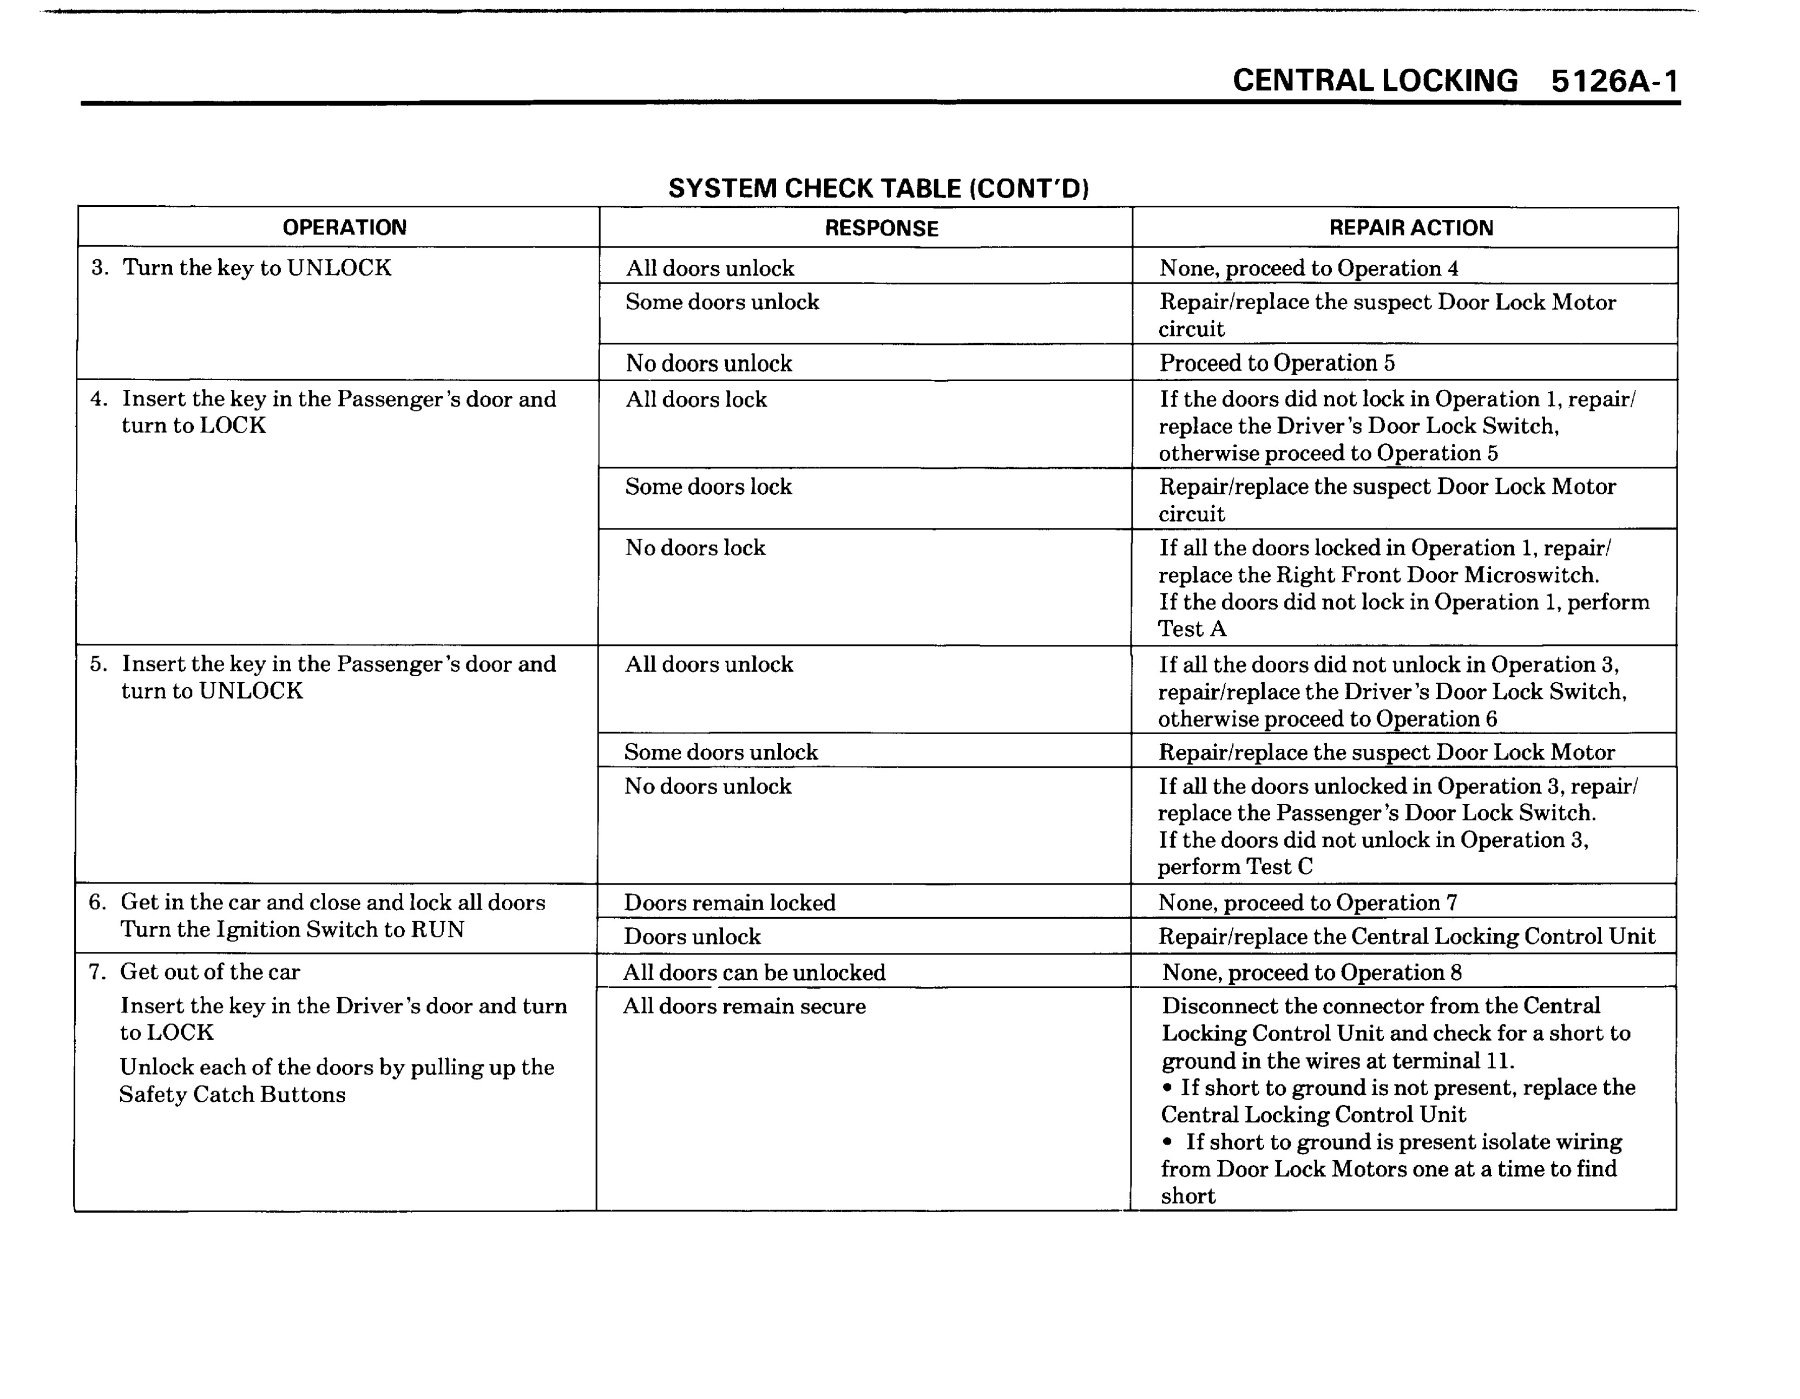 CENTRAL LOCKING 5126A-1
SYSTEM CHECK TABLE (CONT'D)
OPERATION
RESPONSE
REPAIR ACTION
3. Turn the key to UNLOCK
All doors unlock
None, proceed to Operation 4
Some doors unlock
Repair/replace the suspect Door Lock Motor
circuit
No doors unlock
Proceed to Operation 5
4. Insert the key in the Passenger's door and
turn to LOCK
All doors lock
If the doors did not lock in Operation 1, repair/
replace the Driver's Door Lock Switch,
otherwise proceed to Operation 5
Some doors lock
Repair/replace the suspect Door Lock Motor
circuit
No doors lock
If all the doors locked in Operation 1, repair/
replace the Right Front Door Microswitch.
If the doors did not lock in Operation 1, perform
Test A
5. Insert the key in the Passenger's door and
turn to UNLOCK
All doors unlock
If all the doors did not unlock in Operation 3,
repair/replace the Driver's Door Lock Switch,
otherwise proceed to Operation 6
Some doors unlock
Repair/replace the suspect Door Lock Motor
No doors unlock
If all the doors unlocked in Operation 3, repair/
replace the Passenger's Door Lock Switch.
If the doors did not unlock in Operation 3,
perform Test C
6. Get in the car and close and lock all doors
Turn the Ignition Switch to RUN
Doors remain locked
None, proceed to Operation 7
Doors unlock
Repair/replace the Central Locking Control Unit
7. Get out of the car
Insert the key in the Driver's door and turn
to LOCK
Unlock each of the doors by pulling up the
Safety Catch Buttons
All doors can be unlocked
None, proceed to Operation 8
All doors remain secure
Disconnect the connector from the Central
Locking Control Unit and check for a short to
ground in the wires at terminal 11.
• If short to ground is not present, replace the
Central Locking Control Unit
• If short to ground is present isolate wiring
from Door Lock Motors one at a time to find
short